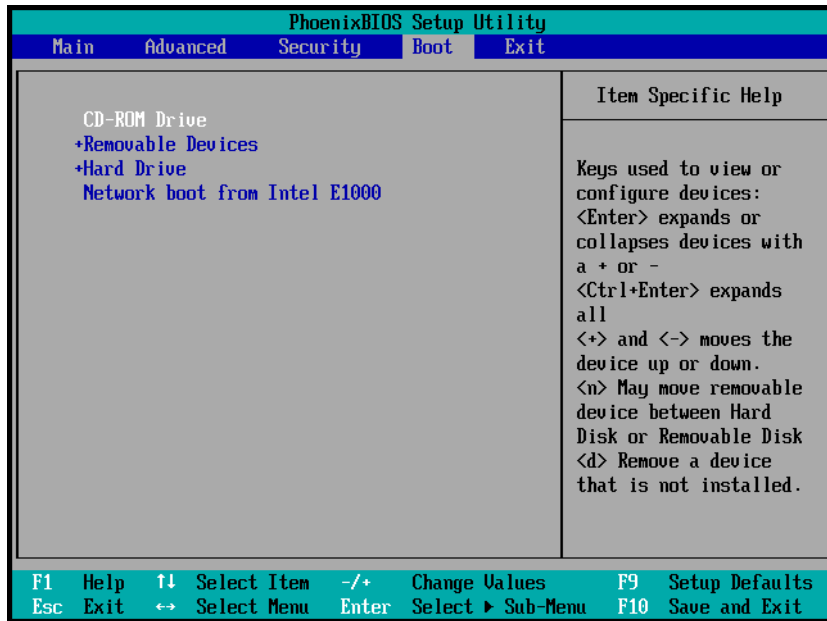 PhoenixBIOS Setup Utility
Main Advanced Security Boot Exit
CD-ROM Drive
+Removable Devices
+Hard Drive
Network boot from Intel E1000
Item Specific Help
Keys used to view or
configure devices:
<Enter> expands or
collapses devices with
a + or -
<Ctrl+Enter> expands
all
<+> and <-> moves the
device up or down.
<n> May move removable
device between Hard
Disk or Removable Disk
<d> Remove a device
that is not installed.
F1 Help ↑↓ Select Item -/+ Change Values F9 Setup Defaults
Esc Exit ↔ Select Menu Enter Select ▶ Sub-Menu F10 Save and Exit